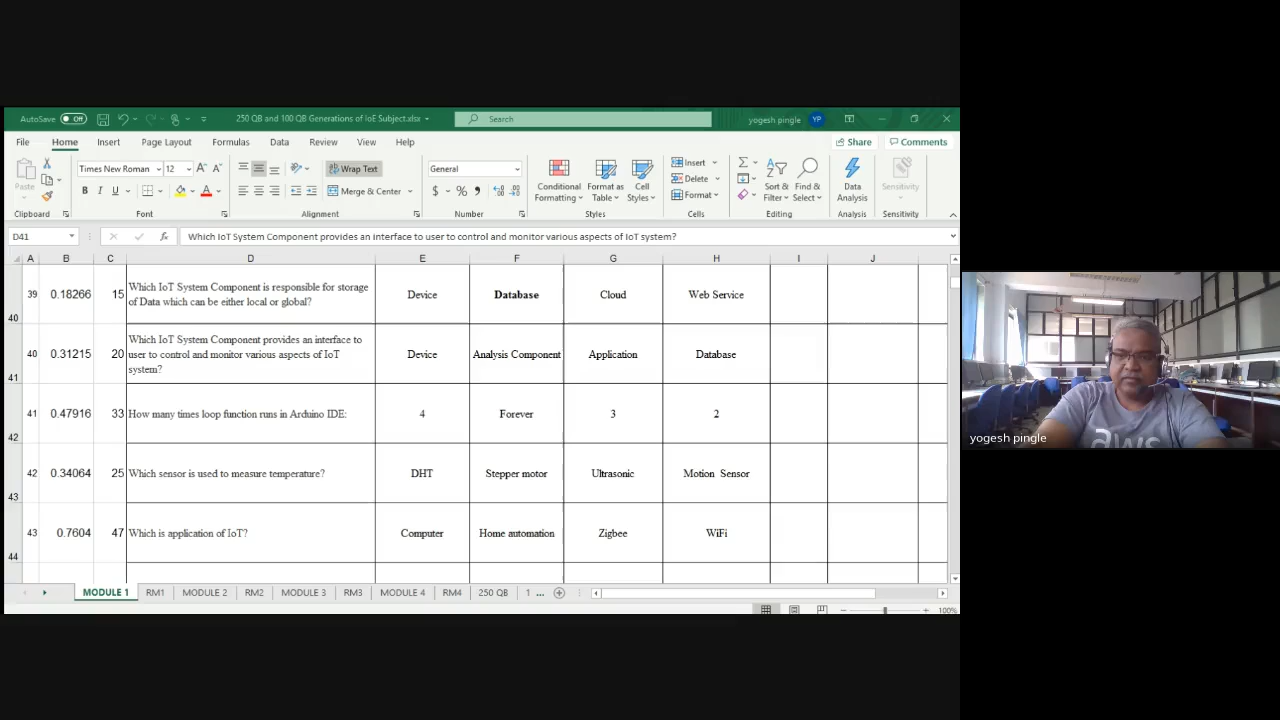 AutoSave Off 250 QB and 100 QB Generations of IoE Subject.xlsx Search yogesh pingle YP
File Home Insert Page Layout Formulas Data Review View Help Share Comments
Paste Times New Roman 12 A A Wrap Text General Conditional Formatting Format as Table Cell Styles Insert Delete Format Sort & Filter Find & Select Data Analysis Sensitivity
B I U A Merge & Center $ % ,
Clipboard Font Alignment Number Styles Cells Editing Analysis Sensitivity
D41 fx Which IoT System Component provides an interface to user to control and monitor various aspects of IoT system?
A B C D E F G H I J
40 39 0.18266 15 Which IoT System Component is responsible for storage
of Data which can be either local or global? Device Database Cloud Web Service
41 40 0.31215 20 Which IoT System Component provides an interface to
user to control and monitor various aspects of IoT
system? Device Analysis Component Application Database
42 41 0.47916 33 How many times loop function runs in Arduino IDE: 4 Forever 3 2
43 42 0.34064 25 Which sensor is used to measure temperature? DHT Stepper motor Ultrasonic Motion Sensor
44 43 0.7604 47 Which is application of IoT? Computer Home automation Zigbee WiFi
MODULE 1 RM1 MODULE 2 RM2 MODULE 3 RM3 MODULE 4 RM4 250 QB 1 ...
100%
aws
yogesh pingle